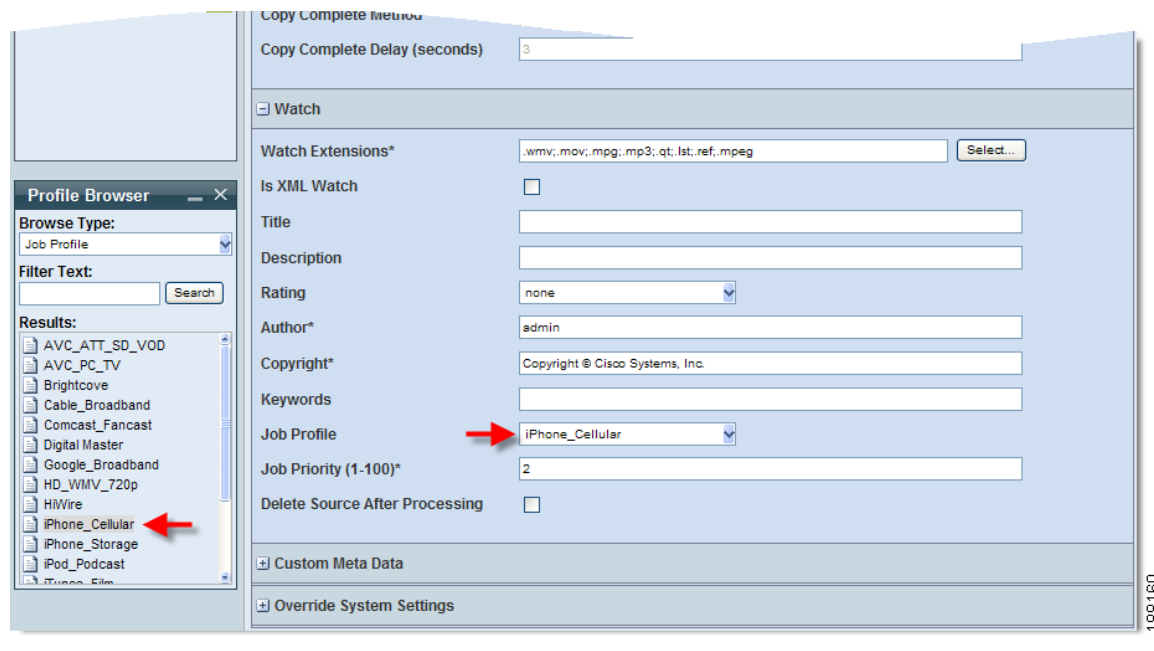 Copy Complete Method
Copy Complete Delay (seconds)
3
Watch
Watch Extensions*
.wmv;.mov;.mpg;.mp3;.qt;.lst;.ref;.mpeg
Select...
Is XML Watch
Title
Description
Rating
none
Author*
admin
Copyright*
Copyright © Cisco Systems, Inc.
Keywords
Job Profile
iPhone_Cellular
Job Priority (1-100)*
2
Delete Source After Processing
Custom Meta Data
Override System Settings
Profile Browser
Browse Type:
Job Profile
Filter Text:
Search
Results:
AVC_ATT_SD_VOD
AVC_PC_TV
Brightcove
Cable_Broadband
Comcast_Fancast
Digital Master
Google_Broadband
HD_WMV_720p
HiWire
iPhone_Cellular
iPhone_Storage
iPod_Podcast
iTunes_Film